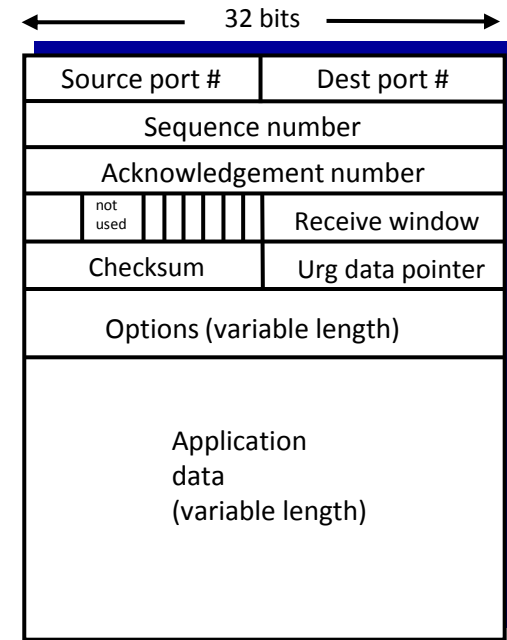 32 bits
Source port #
Dest port #
Sequence number
Acknowledgement number
not
used
Receive window
Checksum
Urg data pointer
Options (variable length)
Application
data
(variable length)